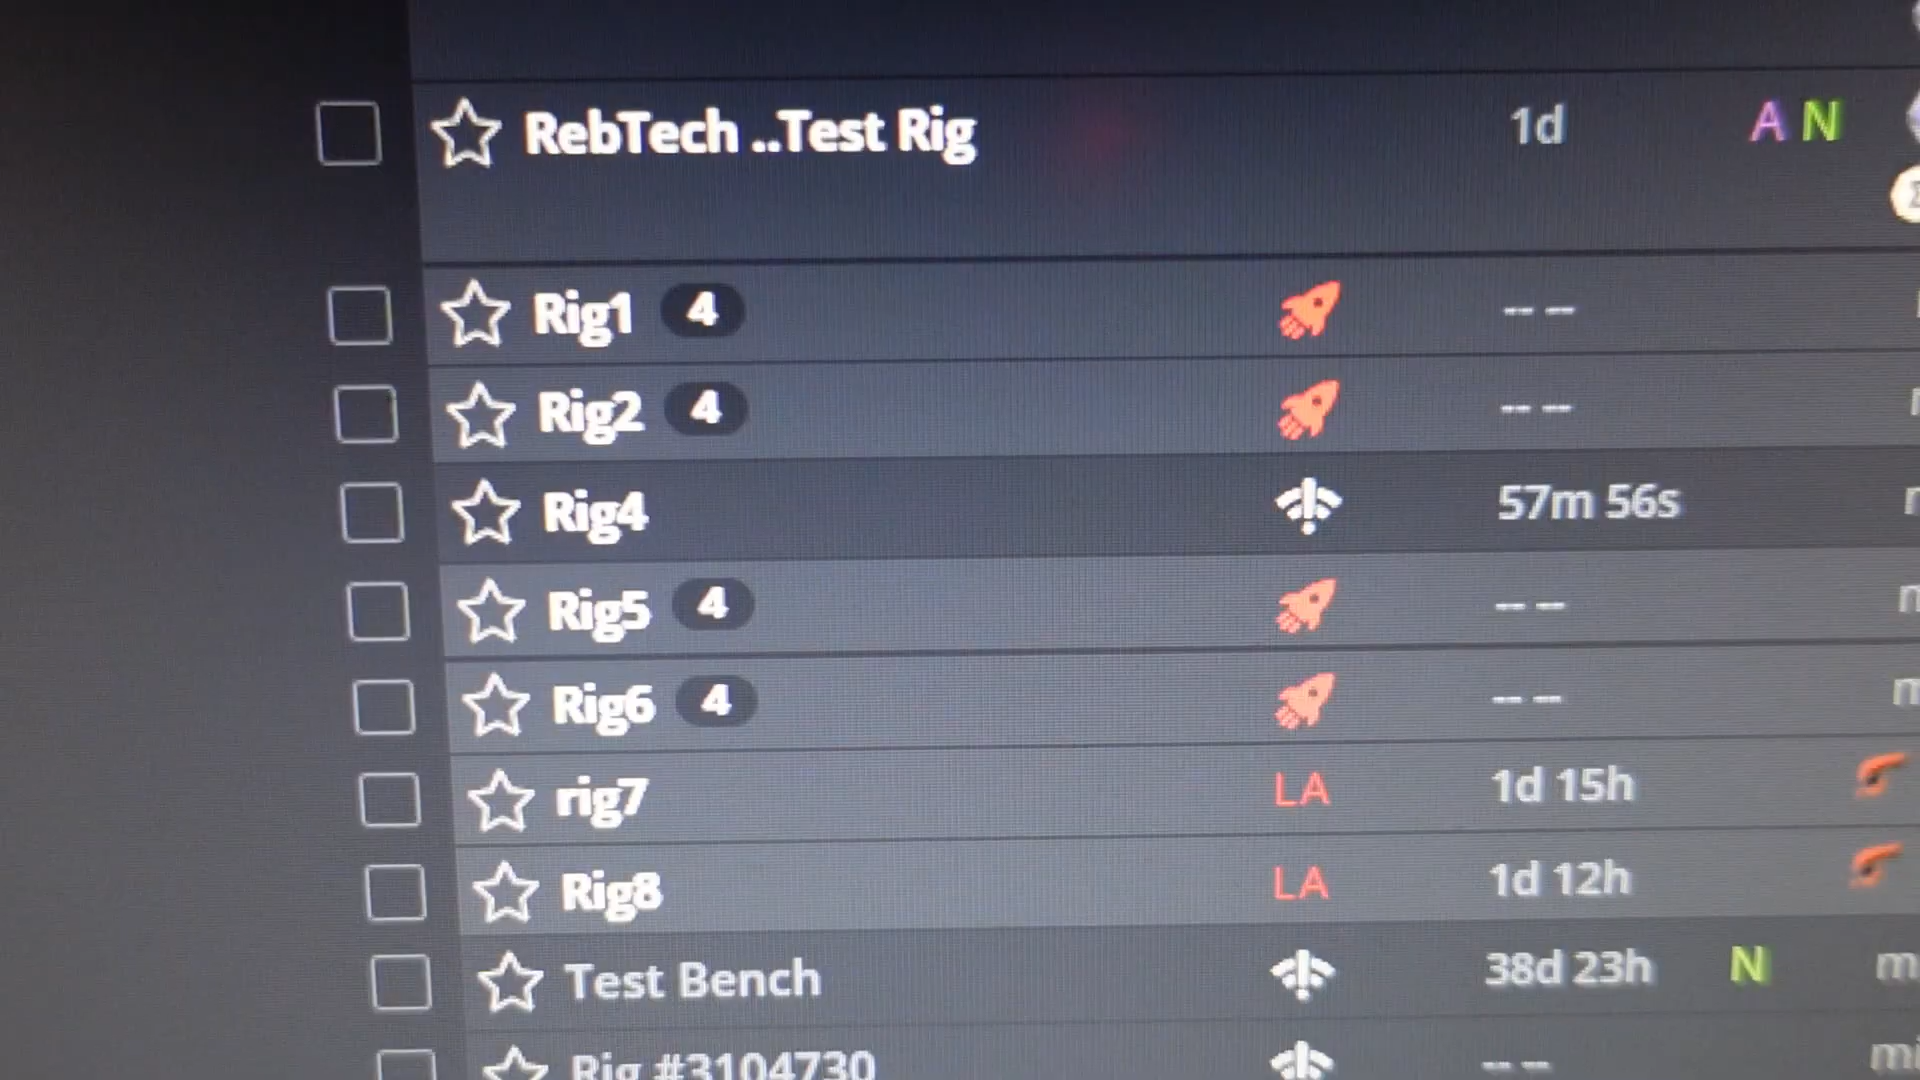 RebTech ..Test Rig 1d A N
Rig1 4 -- --
Rig2 4 -- --
Rig4 57m 56s
Rig5 4 -- --
Rig6 4 -- --
rig7 LA 1d 15h
Rig8 LA 1d 12h
Test Bench 38d 23h N
Rig #3104730 -- --